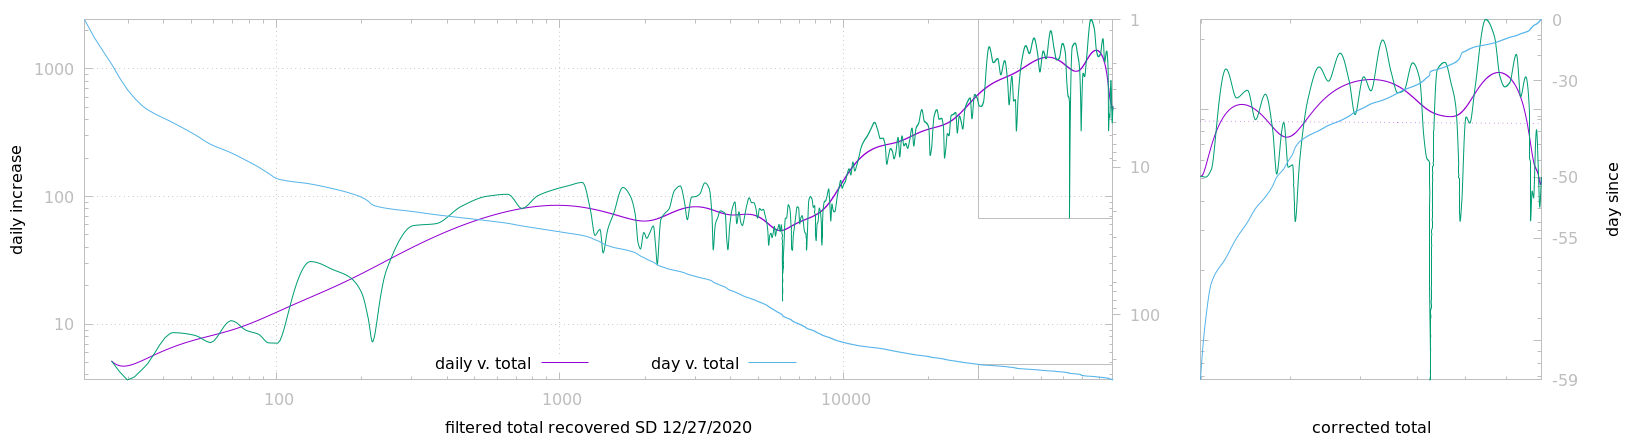 daily increase
1000
100
10
100
1000
10000
daily v. total
day v. total
filtered total recovered SD 12/27/2020
1
10
100
0
-30
-50
-55
-59
day since
corrected total